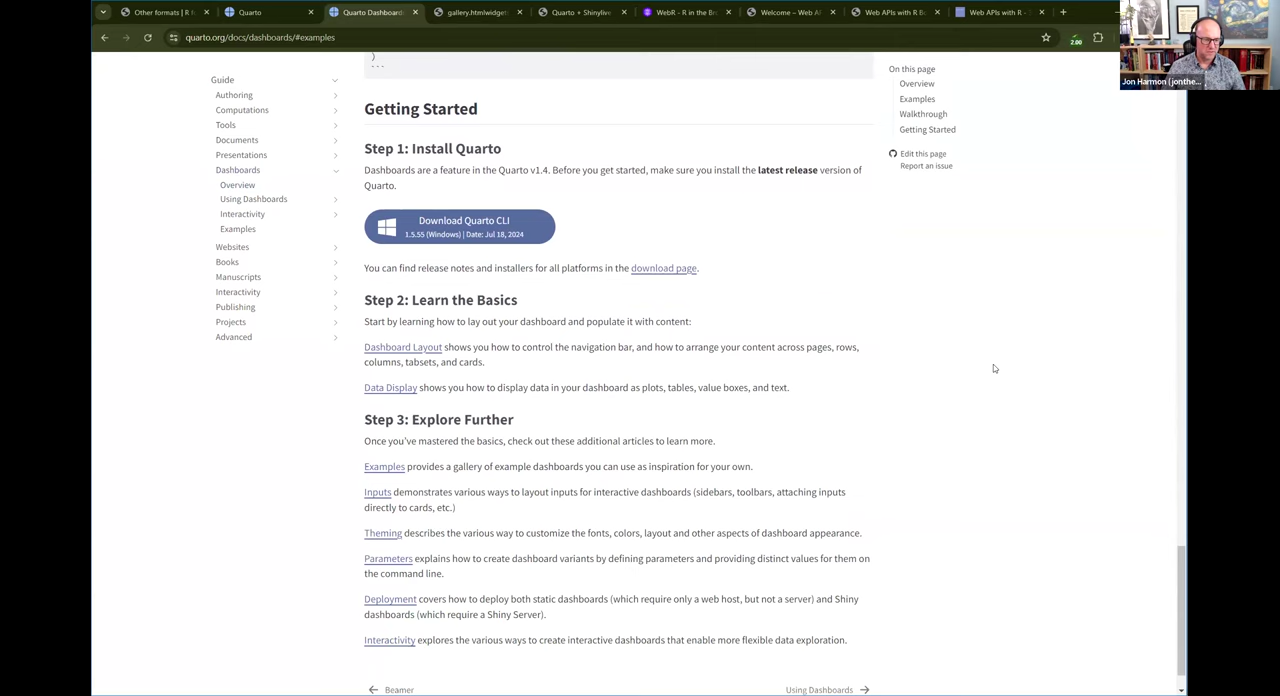 Other formats | R M
Quarto
Quarto Dashboards
gallery.htmlwidgets
Quarto + Shinylive
WebR - R in the Br
Welcome – Web AP
Web APIs with R B
Web APIs with R -
quarto.org/docs/dashboards/#examples
2.00
Jon Harmon (jonthe...
Guide
Authoring
Computations
Tools
Documents
Presentations
Dashboards
Overview
Using Dashboards
Interactivity
Examples
Websites
Books
Manuscripts
Interactivity
Publishing
Projects
Advanced
)
---
Getting Started
Step 1: Install Quarto
Dashboards are a feature in the Quarto v1.4. Before you get started, make sure you install the latest release version of
Quarto.
Download Quarto CLI
1.5.55 (Windows) | Date: Jul 18, 2024
You can find release notes and installers for all platforms in the download page.
Step 2: Learn the Basics
Start by learning how to lay out your dashboard and populate it with content:
Dashboard Layout shows you how to control the navigation bar, and how to arrange your content across pages, rows,
columns, tabsets, and cards.
Data Display shows you how to display data in your dashboard as plots, tables, value boxes, and text.
Step 3: Explore Further
Once you've mastered the basics, check out these additional articles to learn more.
Examples provides a gallery of example dashboards you can use as inspiration for your own.
Inputs demonstrates various ways to layout inputs for interactive dashboards (sidebars, toolbars, attaching inputs
directly to cards, etc.)
Theming describes the various way to customize the fonts, colors, layout and other aspects of dashboard appearance.
Parameters explains how to create dashboard variants by defining parameters and providing distinct values for them on
the command line.
Deployment covers how to deploy both static dashboards (which require only a web host, but not a server) and Shiny
dashboards (which require a Shiny Server).
Interactivity explores the various ways to create interactive dashboards that enable more flexible data exploration.
Beamer
Using Dashboards
On this page
Overview
Examples
Walkthrough
Getting Started
Edit this page
Report an issue